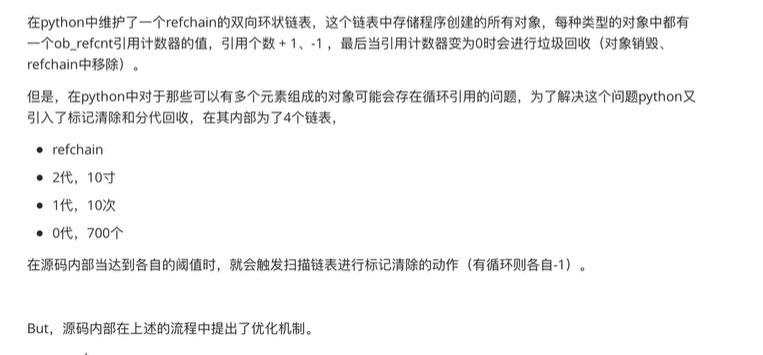 在python中维护了一个refchain的双向环状链表，这个链表中存储程序创建的所有对象，每种类型的对象中都有
一个ob_refcnt引用计数器的值，引用个数 + 1、-1 ，最后当引用计数器变为0时会进行垃圾回收（对象销毁、
refchain中移除）。
但是，在python中对于那些可以有多个元素组成的对象可能会存在循环引用的问题，为了解决这个问题python又
引入了标记清除和分代回收，在其内部为了4个链表，
● refchain
● 2代，10寸
● 1代，10次
● 0代，700个
在源码内部当达到各自的阈值时，就会触发扫描链表进行标记清除的动作（有循环则各自-1）。
But，源码内部在上述的流程中提出了优化机制。